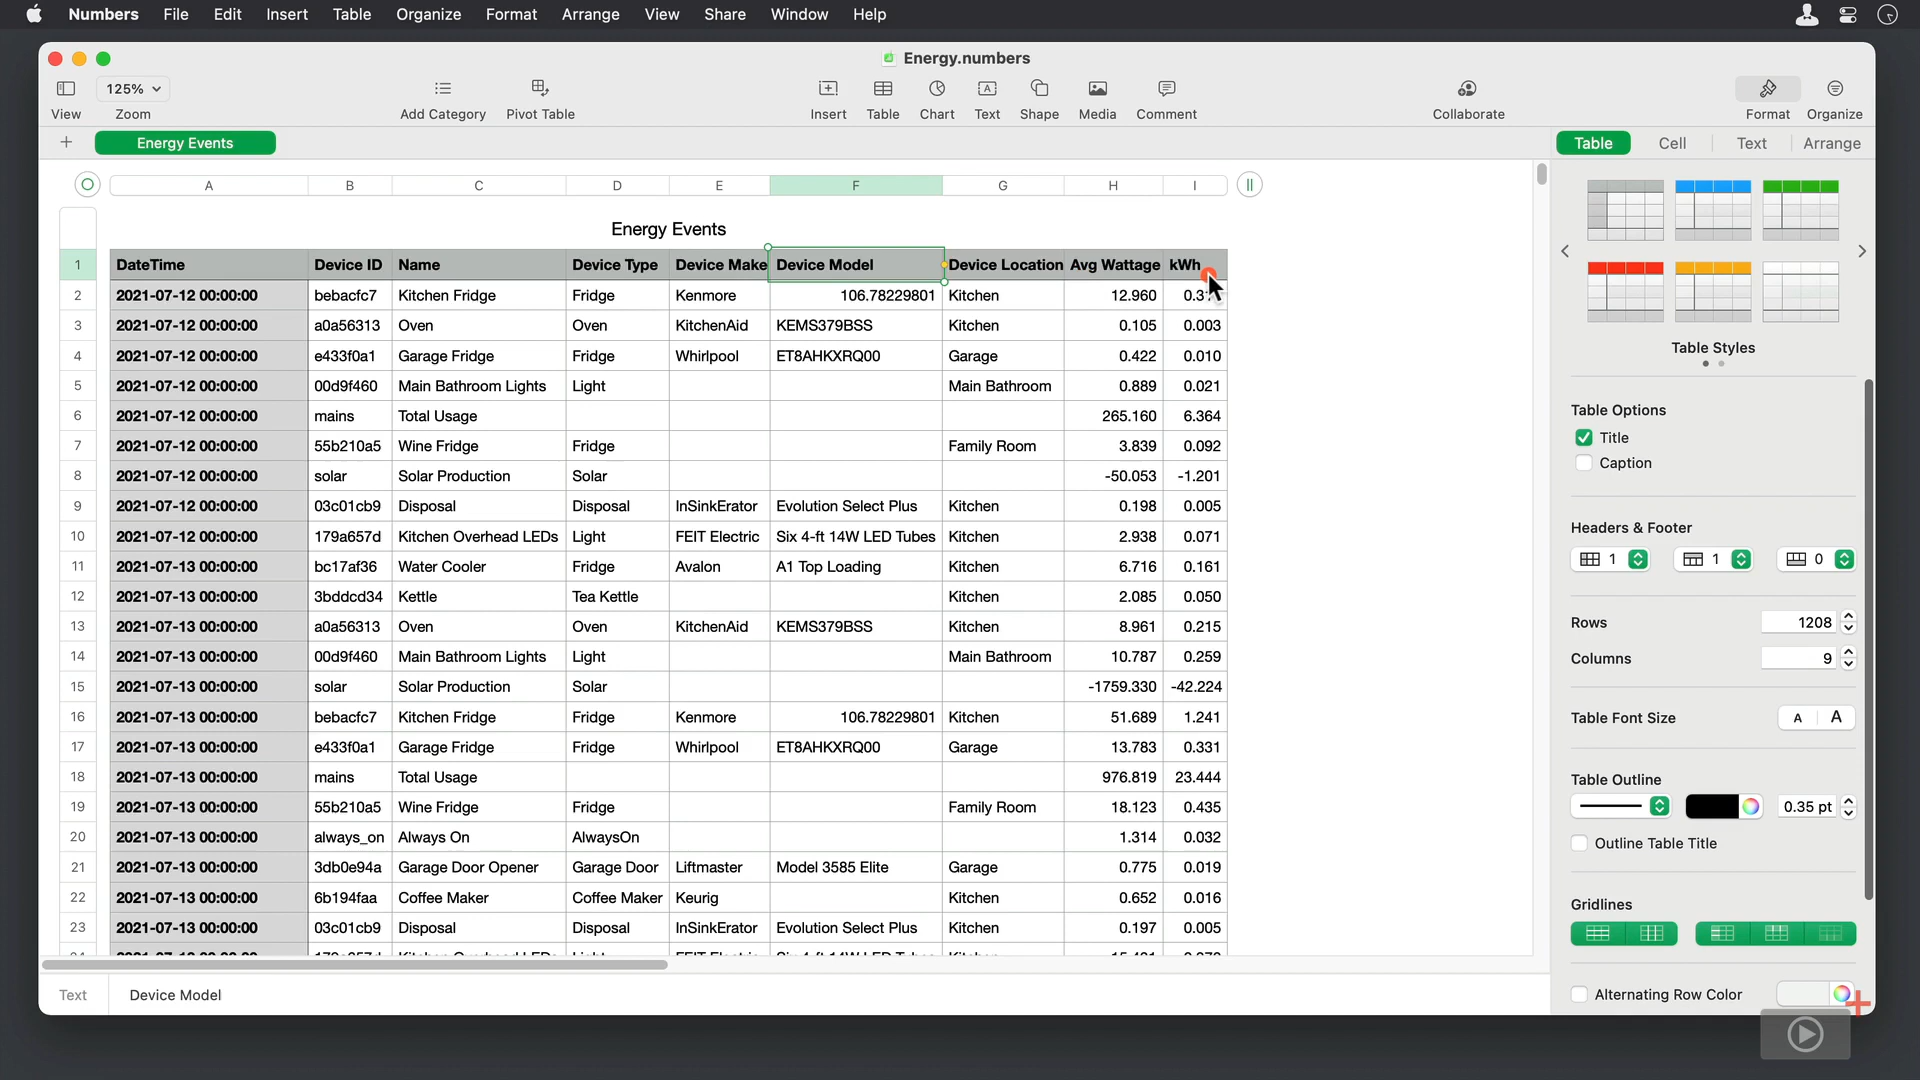 Numbers File Edit Insert Table Organize Format Arrange View Share Window Help
Energy.numbers
125%
View Zoom Add Category Pivot Table Insert Table Chart Text Shape Media Comment Collaborate Format Organize
Energy Events
Table Cell Text Arrange
A B C D E F G H I
Energy Events
1 DateTime Device ID Name Device Type Device Make Device Model Device Location Avg Wattage kWh
2 2021-07-12 00:00:00 bebacfc7 Kitchen Fridge Fridge Kenmore 106.78229801 Kitchen 12.960
3 2021-07-12 00:00:00 a0a56313 Oven Oven KitchenAid KEMS379BSS Kitchen 0.105 0.003
4 2021-07-12 00:00:00 e433f0a1 Garage Fridge Fridge Whirlpool ET8AHKXRQ00 Garage 0.422 0.010
5 2021-07-12 00:00:00 00d9f460 Main Bathroom Lights Light Main Bathroom 0.889 0.021
6 2021-07-12 00:00:00 mains Total Usage 265.160 6.364
7 2021-07-12 00:00:00 55b210a5 Wine Fridge Fridge Family Room 3.839 0.092
8 2021-07-12 00:00:00 solar Solar Production Solar -50.053 -1.201
9 2021-07-12 00:00:00 03c01cb9 Disposal Disposal InSinkErator Evolution Select Plus Kitchen 0.198 0.005
10 2021-07-12 00:00:00 179a657d Kitchen Overhead LEDs Light FEIT Electric Six 4-ft 14W LED Tubes Kitchen 2.938 0.071
11 2021-07-13 00:00:00 bc17af36 Water Cooler Fridge Avalon A1 Top Loading Kitchen 6.716 0.161
12 2021-07-13 00:00:00 3bddcd34 Kettle Tea Kettle Kitchen 2.085 0.050
13 2021-07-13 00:00:00 a0a56313 Oven Oven KitchenAid KEMS379BSS Kitchen 8.961 0.215
14 2021-07-13 00:00:00 00d9f460 Main Bathroom Lights Light Main Bathroom 10.787 0.259
15 2021-07-13 00:00:00 solar Solar Production Solar -1759.330 -42.224
16 2021-07-13 00:00:00 bebacfc7 Kitchen Fridge Fridge Kenmore 106.78229801 Kitchen 51.689 1.241
17 2021-07-13 00:00:00 e433f0a1 Garage Fridge Fridge Whirlpool ET8AHKXRQ00 Garage 13.783 0.331
18 2021-07-13 00:00:00 mains Total Usage 976.819 23.444
19 2021-07-13 00:00:00 55b210a5 Wine Fridge Fridge Family Room 18.123 0.435
20 2021-07-13 00:00:00 always_on Always On AlwaysOn 1.314 0.032
21 2021-07-13 00:00:00 3db0e94a Garage Door Opener Garage Door Liftmaster Model 3585 Elite Garage 0.775 0.019
22 2021-07-13 00:00:00 6b194faa Coffee Maker Coffee Maker Keurig Kitchen 0.652 0.016
23 2021-07-13 00:00:00 03c01cb9 Disposal Disposal InSinkErator Evolution Select Plus Kitchen 0.197 0.005
Text Device Model
Table Styles
Table Options
Title
Caption
Headers & Footer
1 1 0
Rows 1208
Columns 9
Table Font Size A A
Table Outline
0.35 pt
Outline Table Title
Gridlines
Alternating Row Color